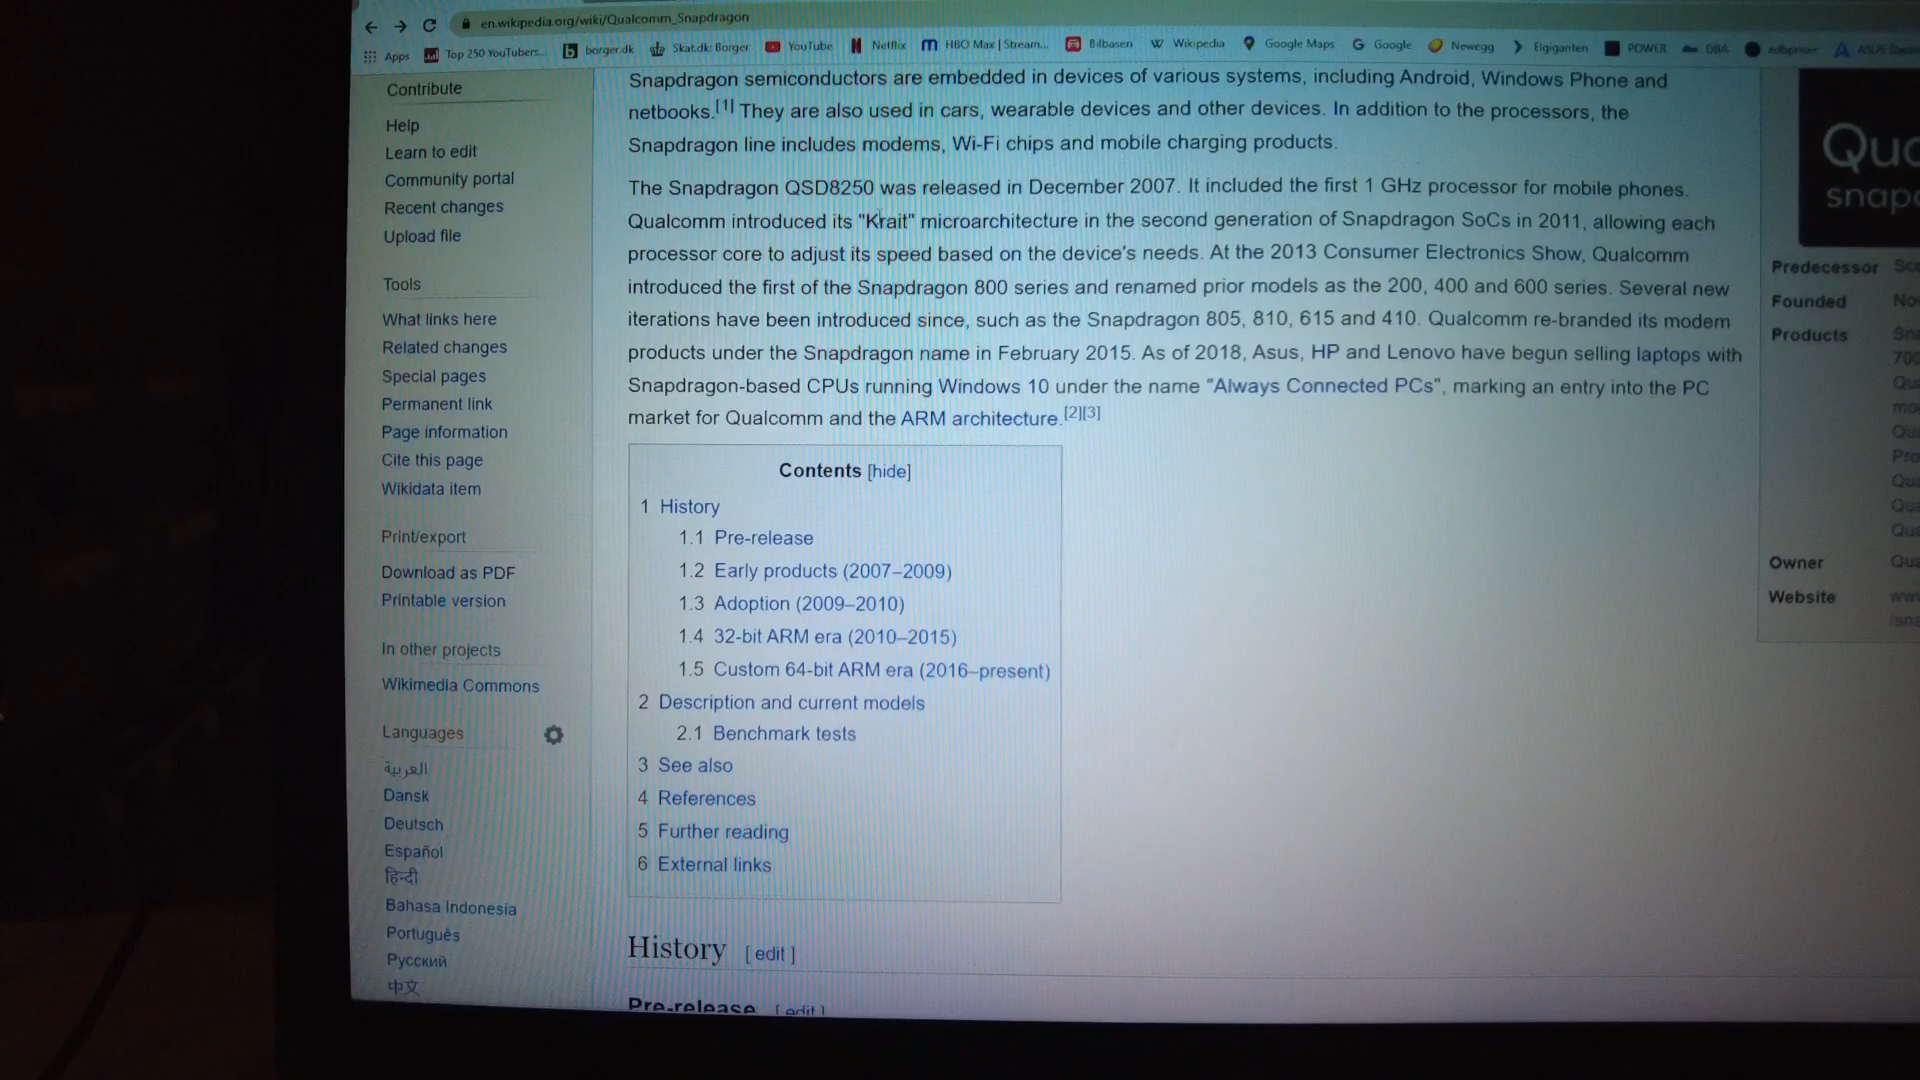 en.wikipedia.org/wiki/Qualcomm_Snapdragon
Apps Top 250 YouTubers... borger.dk Skat.dk: Borger YouTube Netflix HBO Max | Stream... Bilbasen Wikipedia Google Maps Google Newegg Elgiganten POWER DBA
Contribute
Help
Learn to edit
Community portal
Recent changes
Upload file
Tools
What links here
Related changes
Special pages
Permanent link
Page information
Cite this page
Wikidata item
Print/export
Download as PDF
Printable version
In other projects
Wikimedia Commons
Languages
العربية
Dansk
Deutsch
Español
हिन्दी
Bahasa Indonesia
Português
Русский
中文
Snapdragon semiconductors are embedded in devices of various systems, including Android, Windows Phone and
netbooks.[1] They are also used in cars, wearable devices and other devices. In addition to the processors, the
Snapdragon line includes modems, Wi-Fi chips and mobile charging products.
The Snapdragon QSD8250 was released in December 2007. It included the first 1 GHz processor for mobile phones.
Qualcomm introduced its "Krait" microarchitecture in the second generation of Snapdragon SoCs in 2011, allowing each
processor core to adjust its speed based on the device's needs. At the 2013 Consumer Electronics Show, Qualcomm
introduced the first of the Snapdragon 800 series and renamed prior models as the 200, 400 and 600 series. Several new
iterations have been introduced since, such as the Snapdragon 805, 810, 615 and 410. Qualcomm re-branded its modem
products under the Snapdragon name in February 2015. As of 2018, Asus, HP and Lenovo have begun selling laptops with
Snapdragon-based CPUs running Windows 10 under the name "Always Connected PCs", marking an entry into the PC
market for Qualcomm and the ARM architecture.[2][3]
Contents [hide]
1 History
1.1 Pre-release
1.2 Early products (2007–2009)
1.3 Adoption (2009–2010)
1.4 32-bit ARM era (2010–2015)
1.5 Custom 64-bit ARM era (2016–present)
2 Description and current models
2.1 Benchmark tests
3 See also
4 References
5 Further reading
6 External links
History [ edit ]
Pre-release [ edit ]
Qua
snap
Predecessor
Founded
Products
Owner
Website